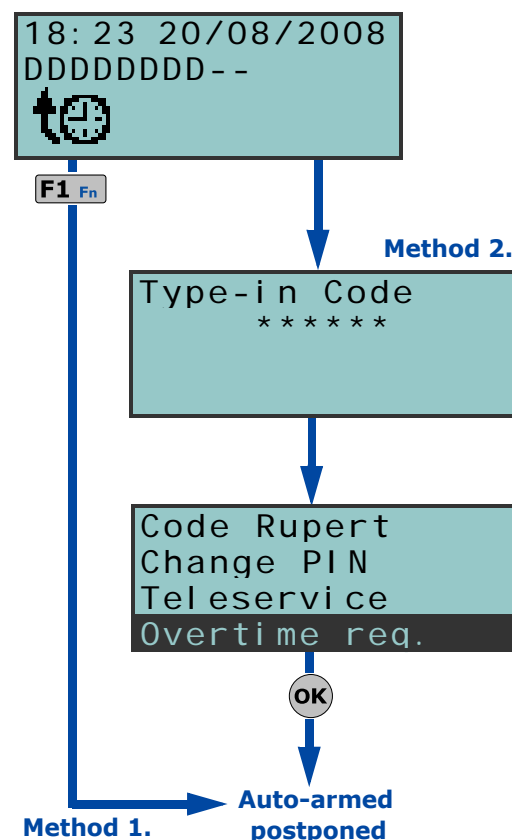 18:23 20/08/2008
DDDDDDDD--
F1 Fn
Method 2.
Type-in Code
******
Code Rupert
Change PIN
Teleservice
Overtime req.
OK
Auto-armed
postponed
Method 1.